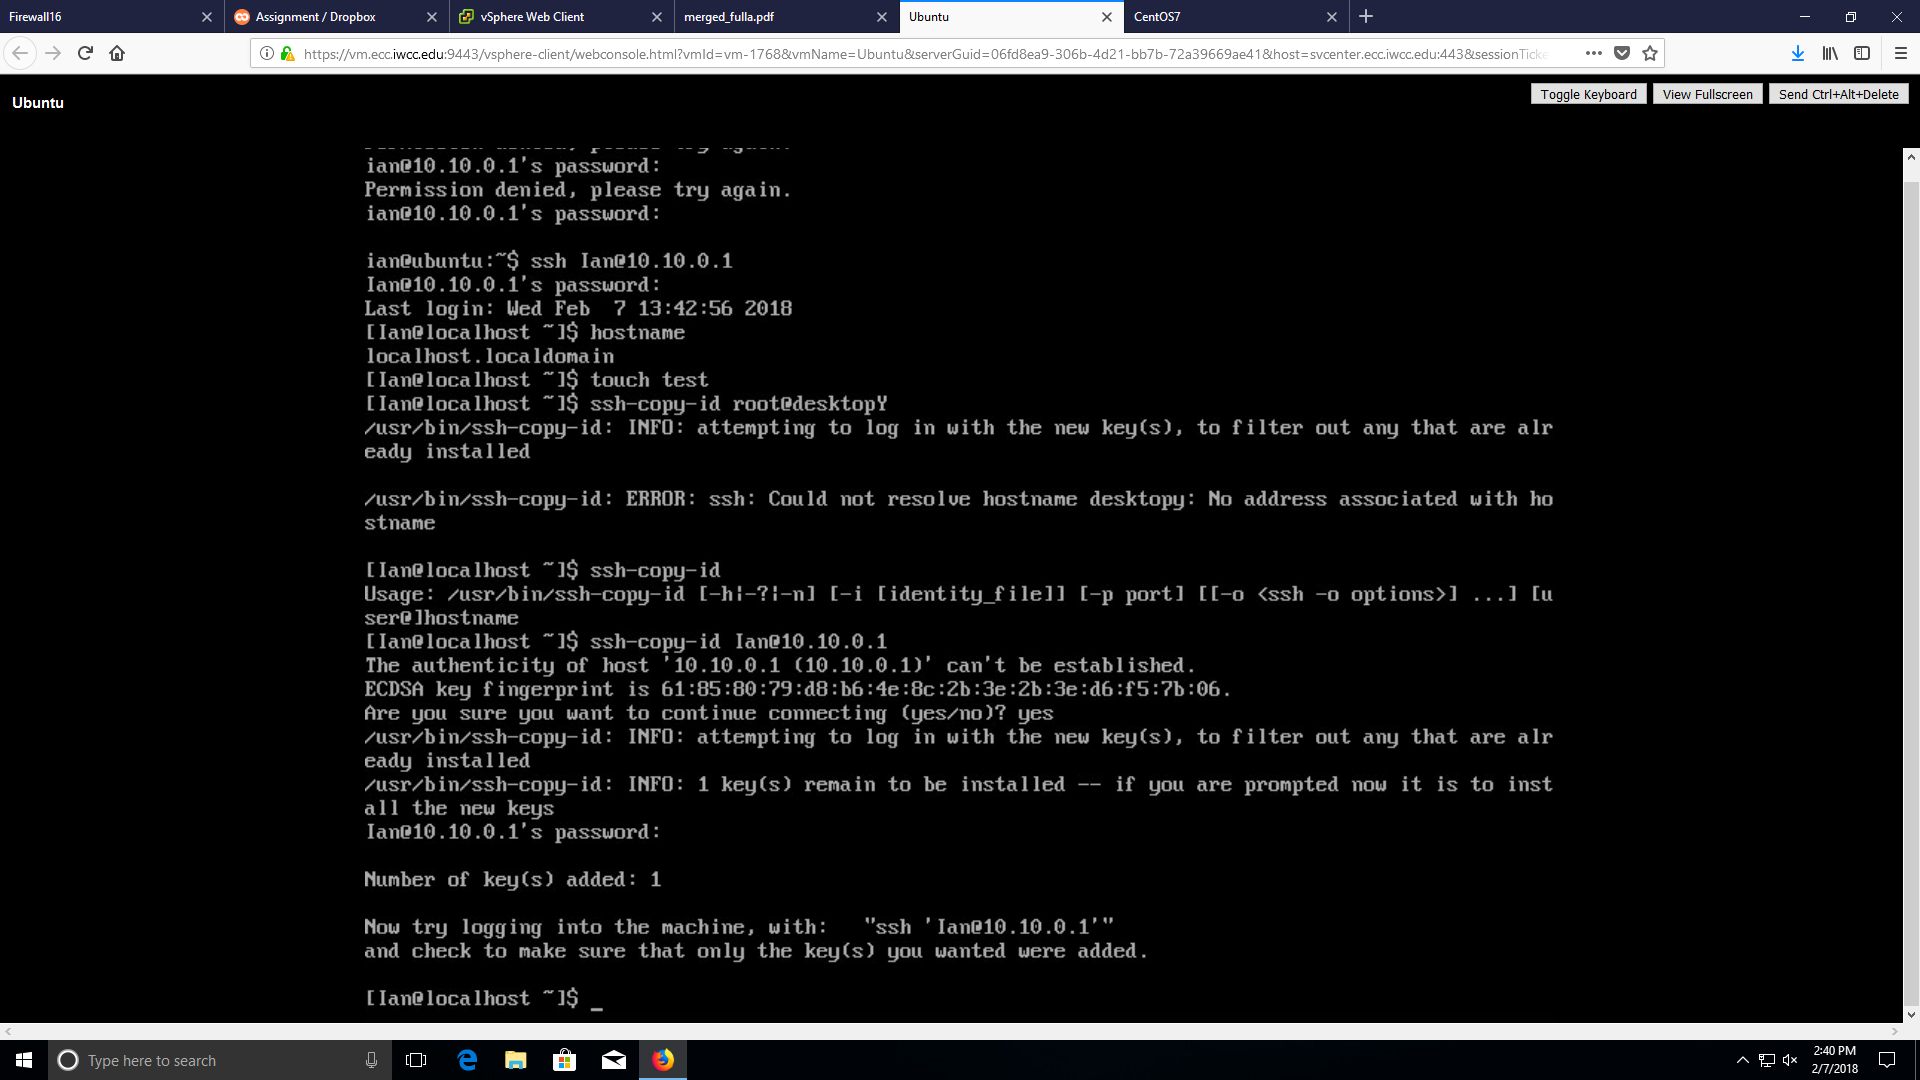 Firewall16
Assignment / Dropbox
vSphere Web Client
merged_fulla.pdf
Ubuntu
CentOS7
https://vm.ecc.iwcc.edu:9443/vsphere-client/webconsole.html?vmId=vm-1768&vmName=Ubuntu&serverGuid=06fd8ea9-306b-4d21-bb7b-72a39669ae41&host=svcenter.ecc.iwcc.edu:443&sessionTicke
Ubuntu
Toggle Keyboard
View Fullscreen
Send Ctrl+Alt+Delete
Permission denied, please try again.
ian@10.10.0.1's password:
Permission denied, please try again.
ian@10.10.0.1's password:
ian@ubuntu:~$ ssh Ian@10.10.0.1
Ian@10.10.0.1's password:
Last login: Wed Feb  7 13:42:56 2018
[Ian@localhost ~]$ hostname
localhost.localdomain
[Ian@localhost ~]$ touch test
[Ian@localhost ~]$ ssh-copy-id root@desktopY
/usr/bin/ssh-copy-id: INFO: attempting to log in with the new key(s), to filter out any that are alr
eady installed
/usr/bin/ssh-copy-id: ERROR: ssh: Could not resolve hostname desktopy: No address associated with ho
stname
[Ian@localhost ~]$ ssh-copy-id
Usage: /usr/bin/ssh-copy-id [-h|-?|-n] [-i [identity_file]] [-p port] [[-o <ssh -o options>] ...] [u
ser@]hostname
[Ian@localhost ~]$ ssh-copy-id Ian@10.10.0.1
The authenticity of host '10.10.0.1 (10.10.0.1)' can't be established.
ECDSA key fingerprint is 61:85:80:79:d8:b6:4e:8c:2b:3e:2b:3e:d6:f5:7b:06.
Are you sure you want to continue connecting (yes/no)? yes
/usr/bin/ssh-copy-id: INFO: attempting to log in with the new key(s), to filter out any that are alr
eady installed
/usr/bin/ssh-copy-id: INFO: 1 key(s) remain to be installed -- if you are prompted now it is to inst
all the new keys
Ian@10.10.0.1's password:
Number of key(s) added: 1
Now try logging into the machine, with:   "ssh 'Ian@10.10.0.1'"
and check to make sure that only the key(s) you wanted were added.
[Ian@localhost ~]$ _
Type here to search
2:40 PM
2/7/2018